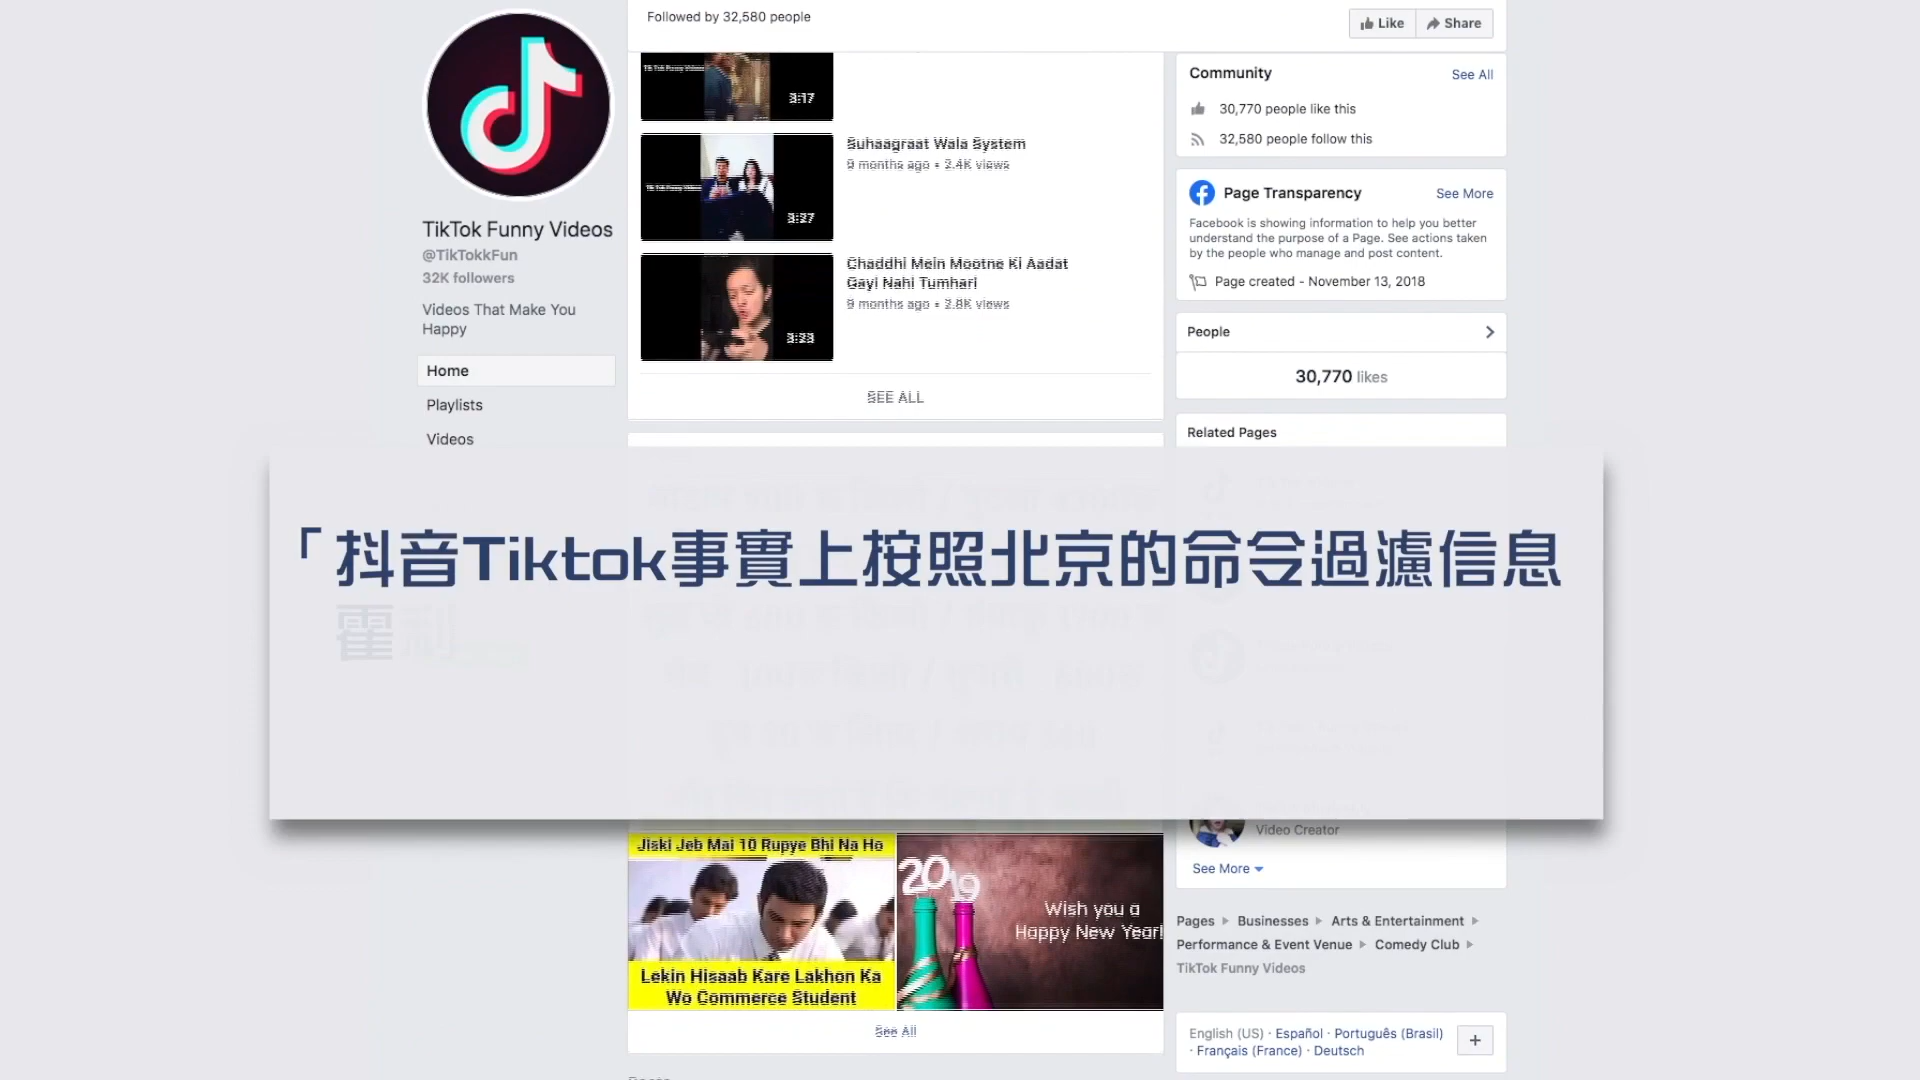 Followed by 32,580 people
Like
Share
TikTok Funny Videos
@TikTokkFun
32K followers
Videos That Make You
Happy
Home
Playlists
Videos
Tik Tok Funny Videos
3:17
Tik Tok Funny Videos
3:27
Suhaagraat Wala System
9 months ago • 2.4K views
3:23
Chaddhi Mein Mootne Ki Aadat
Gayi Nahi Tumhari
9 months ago • 2.8K views
SEE ALL
Community
See All
30,770 people like this
32,580 people follow this
Page Transparency
See More
Facebook is showing information to help you better
understand the purpose of a Page. See actions taken
by the people who manage and post content.
Page created - November 13, 2018
People
30,770 likes
Related Pages
「抖音Tiktok事實上按照北京的命令過濾信息
霍
Jiski Jeb Mai 10 Rupye Bhi Na Ho
Lekin Hisaab Kare Lakhon Ka
Wo Commerce Student
2019
Wish you a
Happy New Year!
See All
Video Creator
See More
Pages
Businesses
Arts & Entertainment
Performance & Event Venue
Comedy Club
TikTok Funny Videos
English (US) · Español · Português (Brasil)
· Français (France) · Deutsch